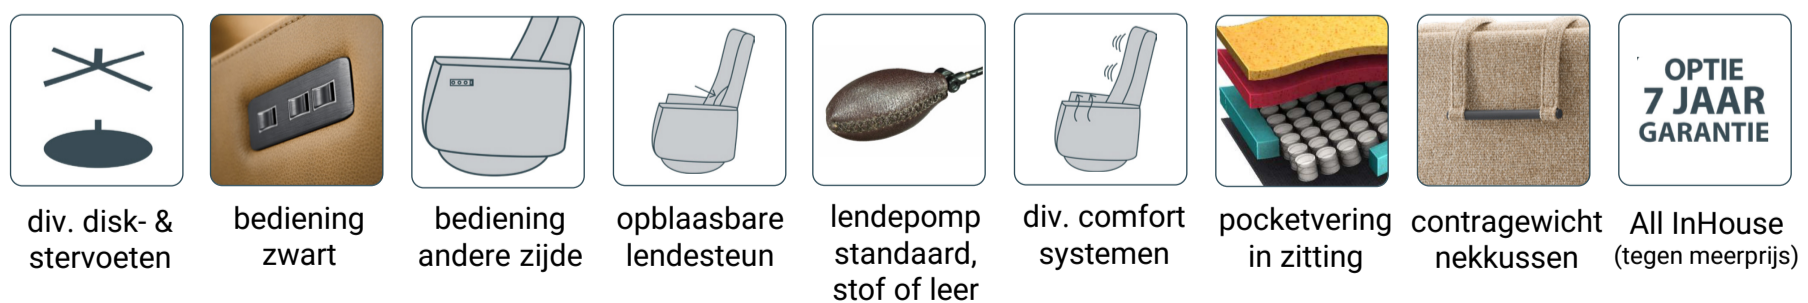 OPTIE
7 JAAR
GARANTIE
div. disk- &
stervoeten
bediening
zwart
bediening
andere zijde
opblaasbare
lendesteun
lendepomp
standaard,
stof of leer
div. comfort
systemen
pocketvering
in zitting
contragewicht
nekkussen
All InHouse
(tegen meerprijs)